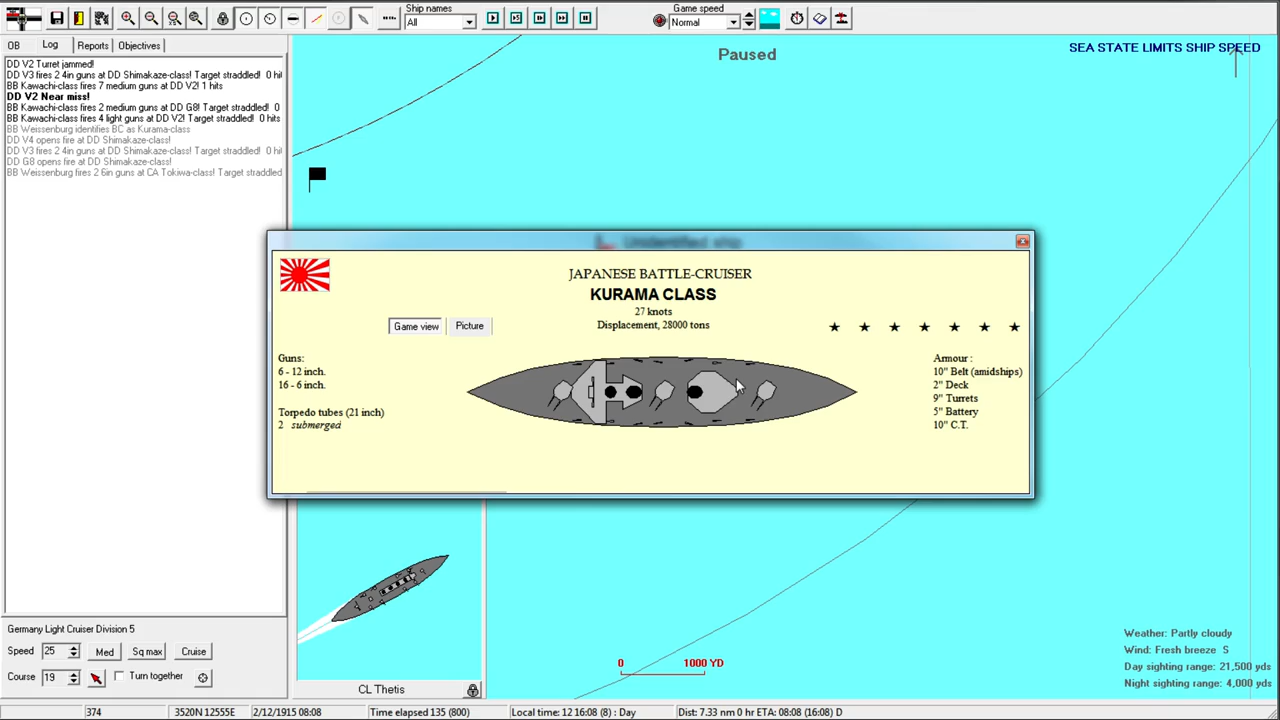 Ship names
All
Game speed
Normal
OB
Log
Reports
Objectives
DD V2 Turret jammed!
DD V3 fires 2 4in guns at DD Shimakaze-class! Target straddled!  0 hit
BB Kawachi-class fires 7 medium guns at DD V2! 1 hits
DD V2 Near miss!
BB Kawachi-class fires 2 medium guns at DD G8! Target straddled!  0
BB Kawachi-class fires 4 light guns at DD V2! Target straddled!  0 hits
BB Weissenburg identifies BC as Kurama-class
DD V4 opens fire at DD Shimakaze-class!
DD V3 fires 2 4in guns at DD Shimakaze-class! Target straddled!  0 hit
DD G8 opens fire at DD Shimakaze-class!
BB Weissenburg fires 2 6in guns at CA Tokiwa-class! Target straddled
Paused
SEA STATE LIMITS SHIP SPEED
Unidentified ship
JAPANESE BATTLE-CRUISER
KURAMA CLASS
27 knots
Displacement, 28000 tons
Game view
Picture
Guns:
6 - 12 inch.
16 - 6 inch.
Torpedo tubes (21 inch)
2 submerged
Armour :
10" Belt (amidships)
2" Deck
9" Turrets
5" Battery
10" C.T.
Germany Light Cruiser Division 5
Speed 25 Med Sq max Cruise
Course 19 Turn together
CL Thetis
0 1000 YD
Weather: Partly cloudy
Wind: Fresh breeze  S
Day sighting range: 21,500 yds
Night sighting range: 4,000 yds
374 3520N 12555E 2/12/1915 08:08 Time elapsed 135 (800) Local time: 12 16:08 (8) : Day Dist: 7.33 nm 0 hr ETA: 08:08 (16:08) D